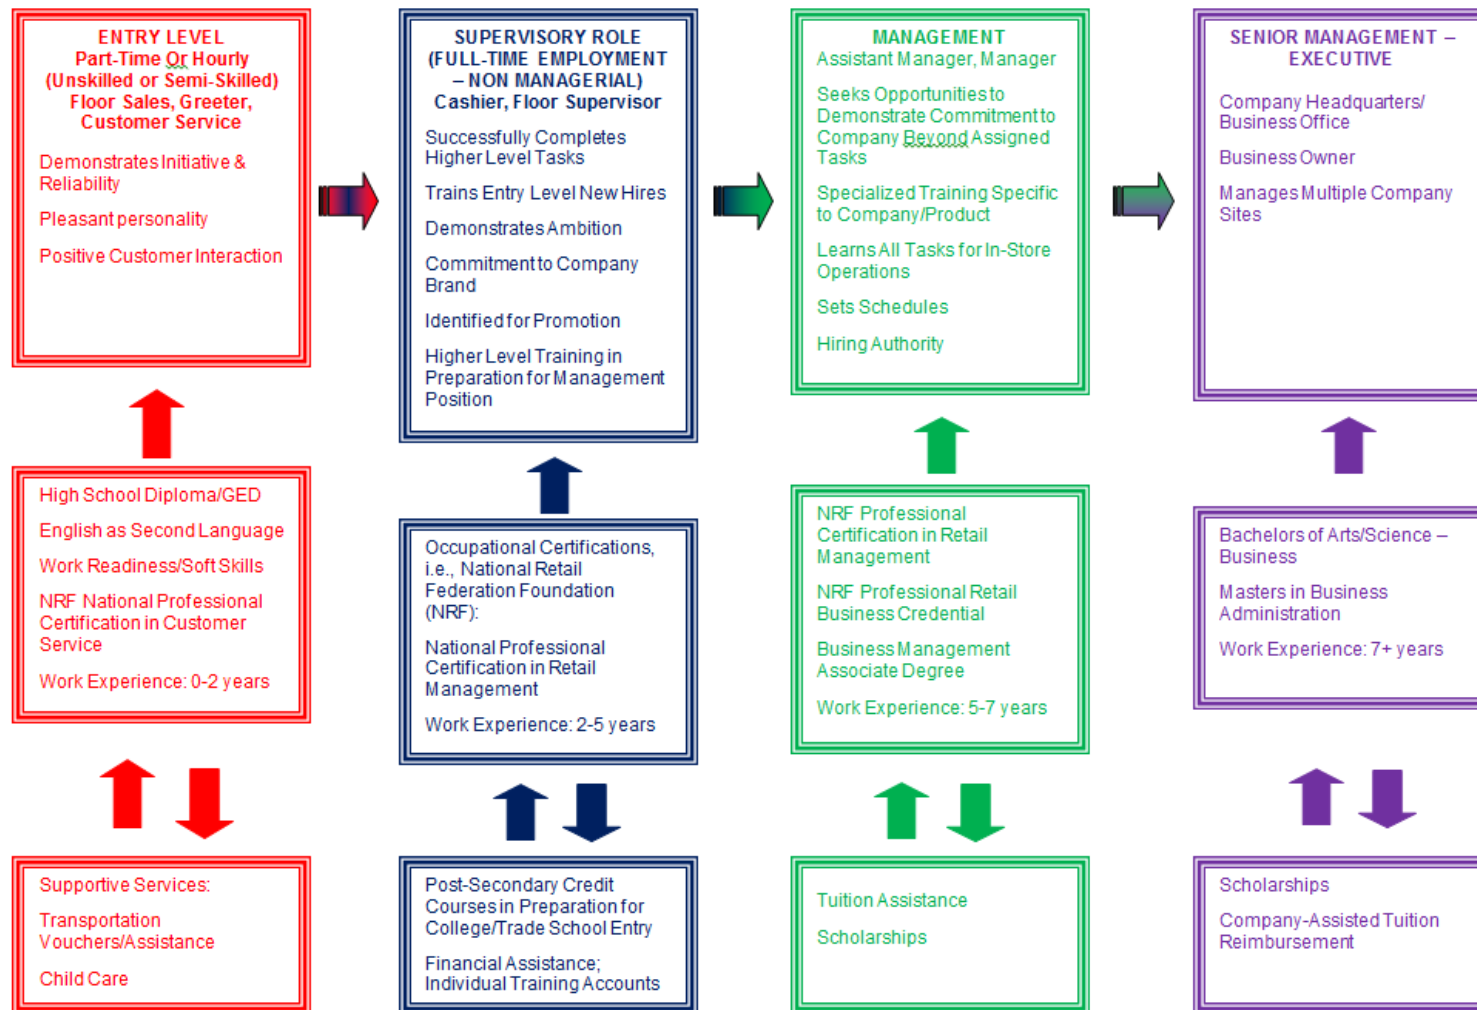 ENTRY LEVEL
Part-Time Or Hourly
(Unskilled or Semi-Skilled)
Floor Sales, Greeter,
Customer Service
Demonstrates Initiative &
Reliability
Pleasant personality
Positive Customer Interaction
SUPERVISORY ROLE
(FULL-TIME EMPLOYMENT
– NON MANAGERIAL)
Cashier, Floor Supervisor
Successfully Completes
Higher Level Tasks
Trains Entry Level New Hires
Demonstrates Ambition
Commitment to Company
Brand
Identified for Promotion
Higher Level Training in
Preparation for Management
Position
MANAGEMENT
Assistant Manager, Manager
Seeks Opportunities to
Demonstrate Commitment to
Company Beyond Assigned
Tasks
Specialized Training Specific
to Company/Product
Learns All Tasks for In-Store
Operations
Sets Schedules
Hiring Authority
SENIOR MANAGEMENT –
EXECUTIVE
Company Headquarters/
Business Office
Business Owner
Manages Multiple Company
Sites
High School Diploma/GED
English as Second Language
Work Readiness/Soft Skills
NRF National Professional
Certification in Customer
Service
Work Experience: 0-2 years
Occupational Certifications,
i.e., National Retail
Federation Foundation
(NRF):
National Professional
Certification in Retail
Management
Work Experience: 2-5 years
NRF Professional
Certification in Retail
Management
NRF Professional Retail
Business Credential
Business Management
Associate Degree
Work Experience: 5-7 years
Bachelors of Arts/Science –
Business
Masters in Business
Administration
Work Experience: 7+ years
Supportive Services:
Transportation
Vouchers/Assistance
Child Care
Post-Secondary Credit
Courses in Preparation for
College/Trade School Entry
Financial Assistance;
Individual Training Accounts
Tuition Assistance
Scholarships
Scholarships
Company-Assisted Tuition
Reimbursement